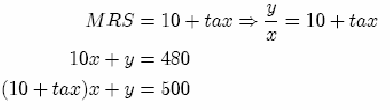 MRS = 10 + tax ⇒ y/x = 10 + tax
10x + y = 480
(10 + tax)x + y = 500